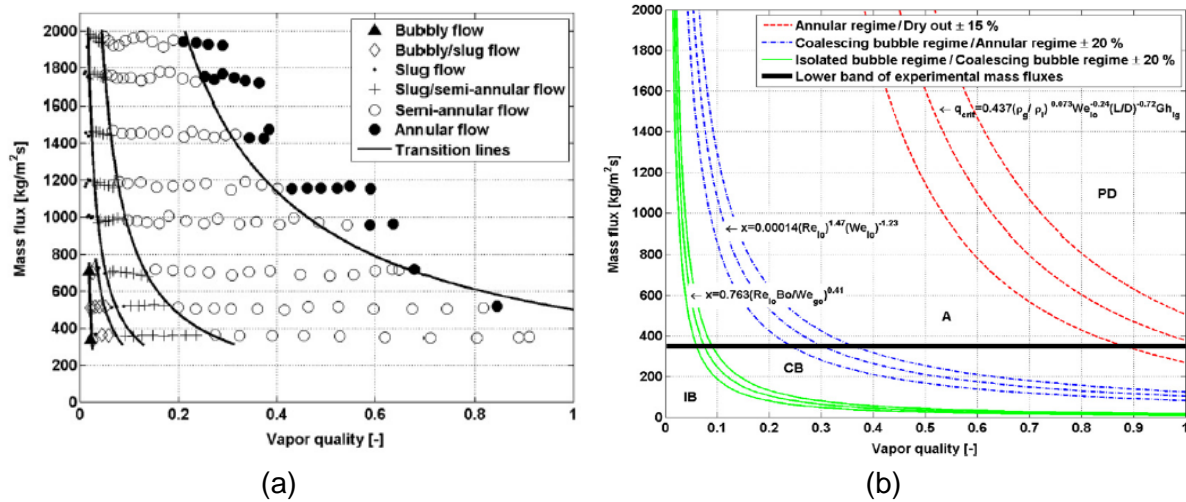 Bubbly flow
Bubbly/slug flow
Slug flow
Slug/semi-annular flow
Semi-annular flow
Annular flow
Transition lines
2000
1800
1600
1400
1200
1000
800
600
400
200
0
Mass flux [kg/m²s]
0
0.2
0.4
0.6
0.8
1
Vapor quality [-]
(a)
Annular regime/Dry out ± 15 %
Coalescing bubble regime/Annular regime ± 20 %
Isolated bubble regime/Coalescing bubble regime ± 20 %
Lower band of experimental mass fluxes
← q_crit=0.437(ρ_g/ρ_l)^0.073We_lo^-0.24(L/D)^-0.72Gh_lg
PD
← x=0.00014(Re_lo)^1.47(We_lo)^-1.23
← x=0.763(Re_lo Bo/We_go)^0.41
A
CB
IB
2000
1800
1600
1400
1200
1000
800
600
400
200
0
Mass flux [kg/m²s]
0
0.1
0.2
0.3
0.4
0.5
0.6
0.7
0.8
0.9
1
Vapor quality [-]
(b)